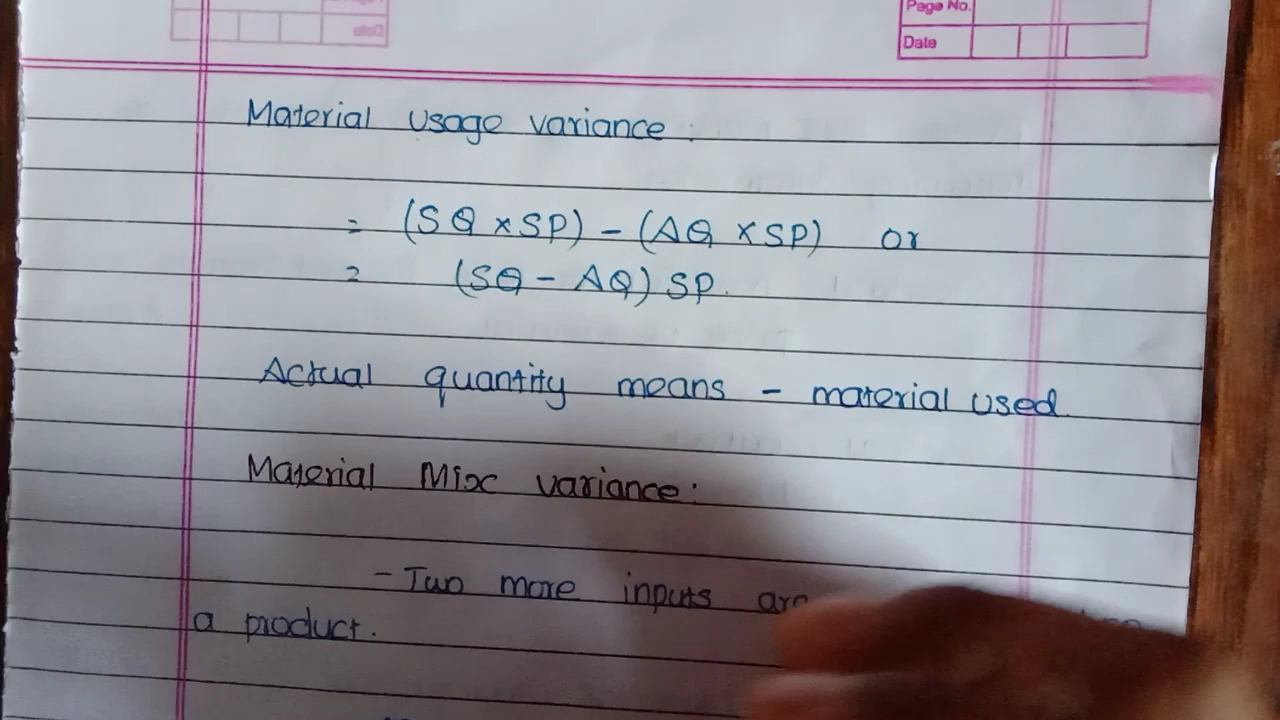 Page No.
Date
Date
Material usage variance :
= (SQ x SP) - (AQ x SP) or
= (SQ - AQ) SP.
Actual quantity means - material used
Material Mix variance :
- Two more inputs are
a product.